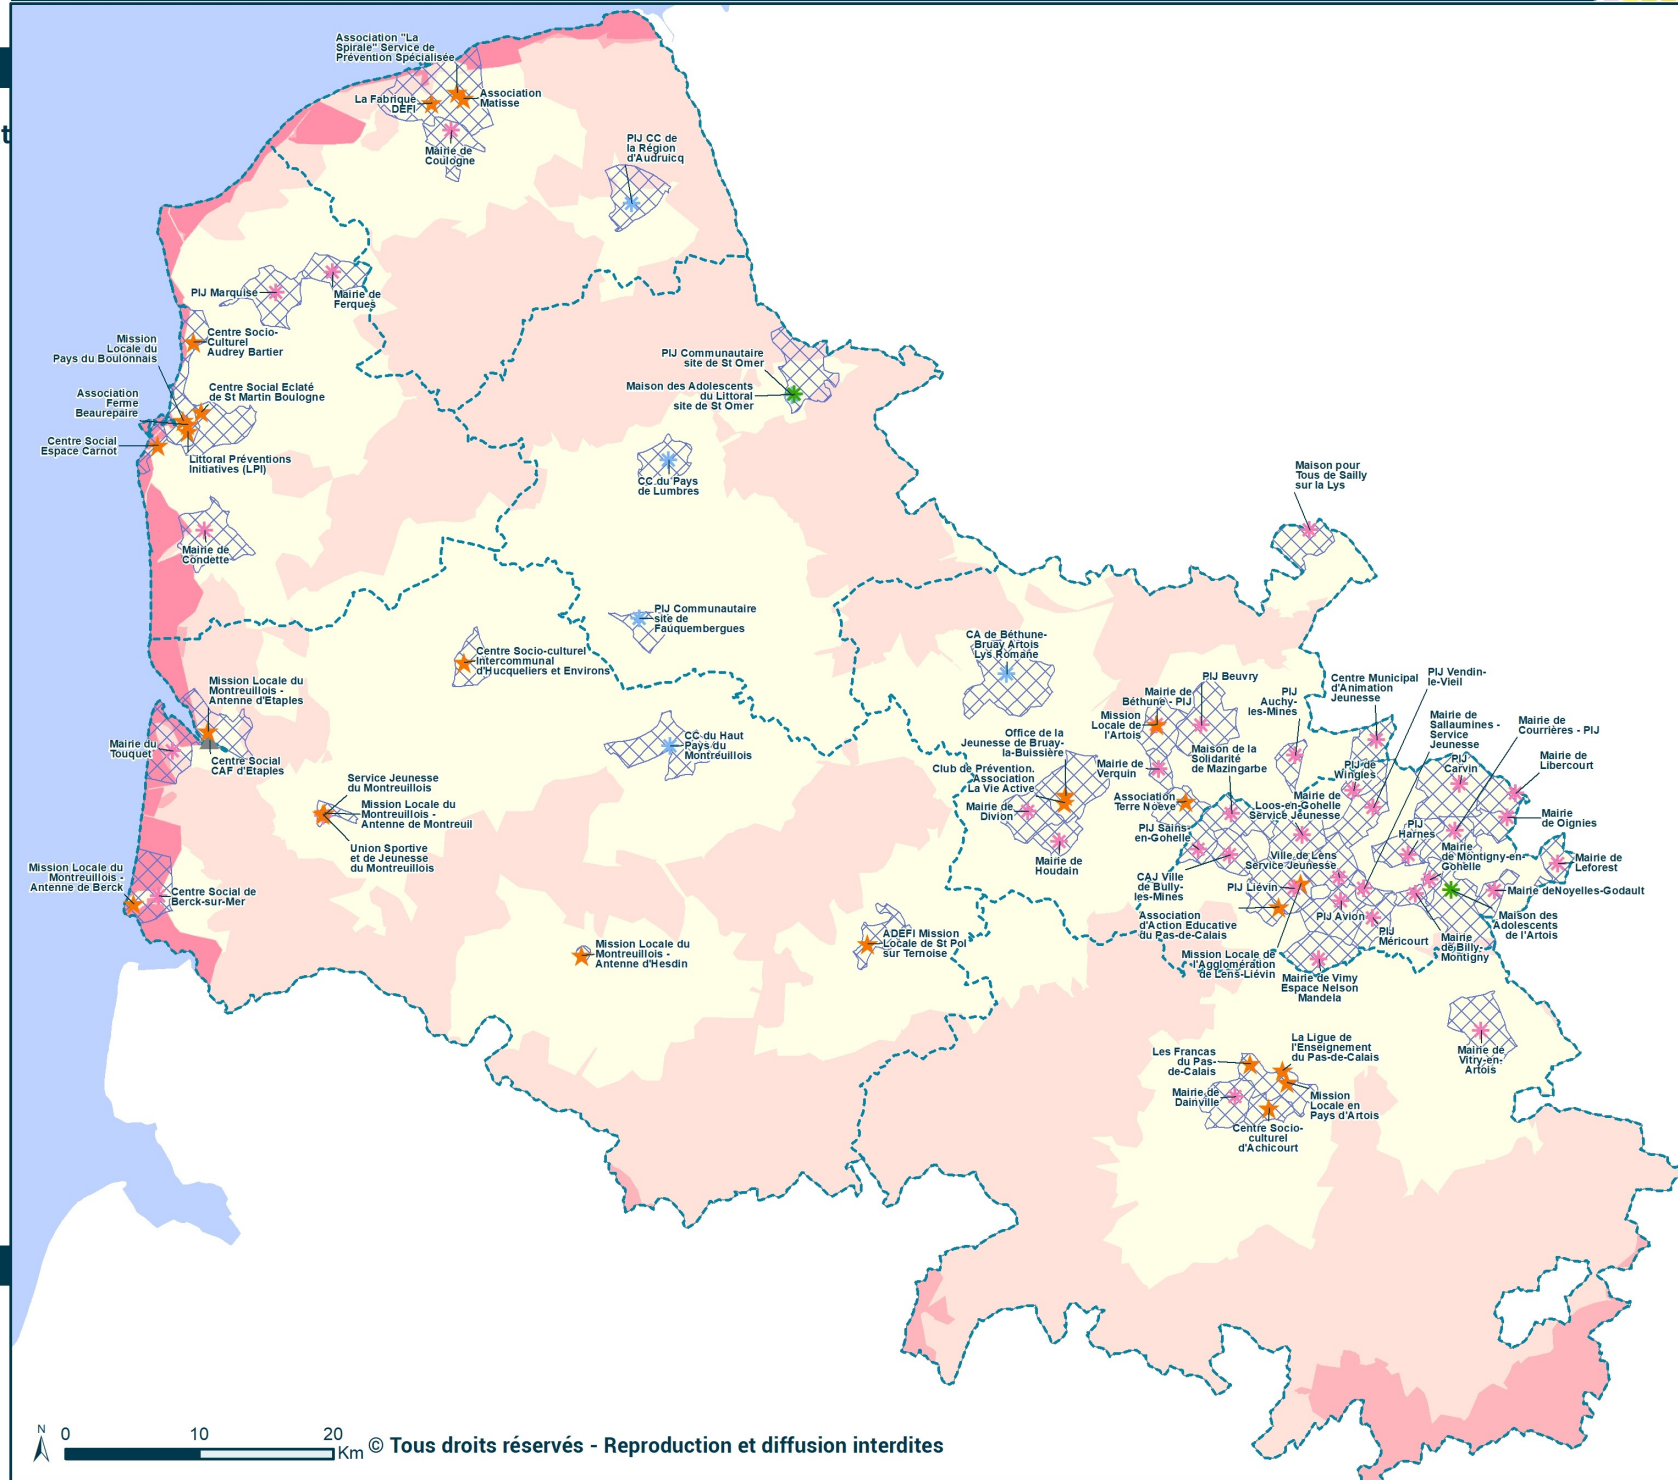 Association "La
Spirale" Service de
Prévention Spécialisée
La Fabrique
DEFI
Association
Matisse
Mairie de
Coulogne
PIJ CC de
la Région
d'Audruicq
t
PIJ Marquise
Mairie de
Ferques
Centre Socio-
Culturel
Audrey Bartier
Mission
Locale du
Pays du Boulonnais
Association
Ferme
Beaurepaire
Centre Social Eclaté
de St Martin Boulogne
Centre Social
Espace Carnot
Littoral Préventions
Initiatives (LPI)
PIJ Communautaire
site de St Omer
Maison des Adolescents
du Littoral
site de St Omer
CC du Pays
de Lumbres
Mairie de
Condette
Maison pour
Tous de Sailly
sur la Lys
PIJ Communautaire
site de
Fauquembergues
Centre Socio-culturel
Intercommunal
d'Hucqueliers et Environs
CA de Béthune-
Bruay Artois
Lys Romane
Mission Locale du
Montreuillois -
Antenne d'Etaples
Mairie du
Touquet
Centre Social
CAF d'Etaples
CC du Haut
Pays du
Montreuillois
Service Jeunesse
du Montreuillois
Mission Locale du
Montreuillois -
Antenne de Montreuil
Union Sportive
et de Jeunesse
du Montreuillois
Mission Locale du
Montreuillois -
Antenne de Berck
Centre Social de
Berck-sur-Mer
Mission Locale du
Montreuillois -
Antenne d'Hesdin
ADEFI Mission
Locale de St Pol
sur Ternoise
Mairie de
Béthune - PIJ
PIJ Beuvry
Mission
Locale de
l'Artois
PIJ
Auchy-
les-Mines
Centre Municipal
d'Animation
Jeunesse
PIJ Vendin-
le-Vieil
Mairie de
Sallaumines -
Service
Jeunesse
Mairie de
Courrières - PIJ
Office de la
Jeunesse de Bruay-
la-Buissière
Maison de la
Solidarité
de Mazingarbe
Mairie de
Verquin
Club de Prévention.
Association
La Vie Active
Mairie de
Divion
Association
Terre Noeve
PIJ de
Wingles
PIJ
Carvin
Mairie de
Libercourt
Mairie de
Loos-en-Gohelle
Service Jeunesse
Mairie
de Oignies
PIJ Sains-
en-Gohelle
PIJ
Harnes
Mairie de
Houdain
Ville de Lens
Service Jeunesse
Mairie
de Montigny-en-
Gohelle
Mairie de
Leforest
CAJ Ville
de Bully-
les-Mines
PIJ Liévin
Mairie deNoyelles-Godault
Association
d'Action Educative
du Pas-de-Calais
PIJ Avion
PIJ
Méricourt
Mairie
de Billy-
Montigny
Maison des
Adolescents
de l'Artois
Mission Locale de
l'Agglomération
de Lens-Liévin
Mairie de Vimy
Espace Nelson
Mandela
Mairie de
Vitry-en-
Artois
Les Francas
du Pas-
de-Calais
La Ligue de
l'Enseignement
du Pas-de-Calais
Mairie de
Dainville
Mission
Locale en
Pays d'Artois
Centre Socio-
culturel
d'Achicourt
N
0 10 20
Km
© Tous droits réservés - Reproduction et diffusion interdites